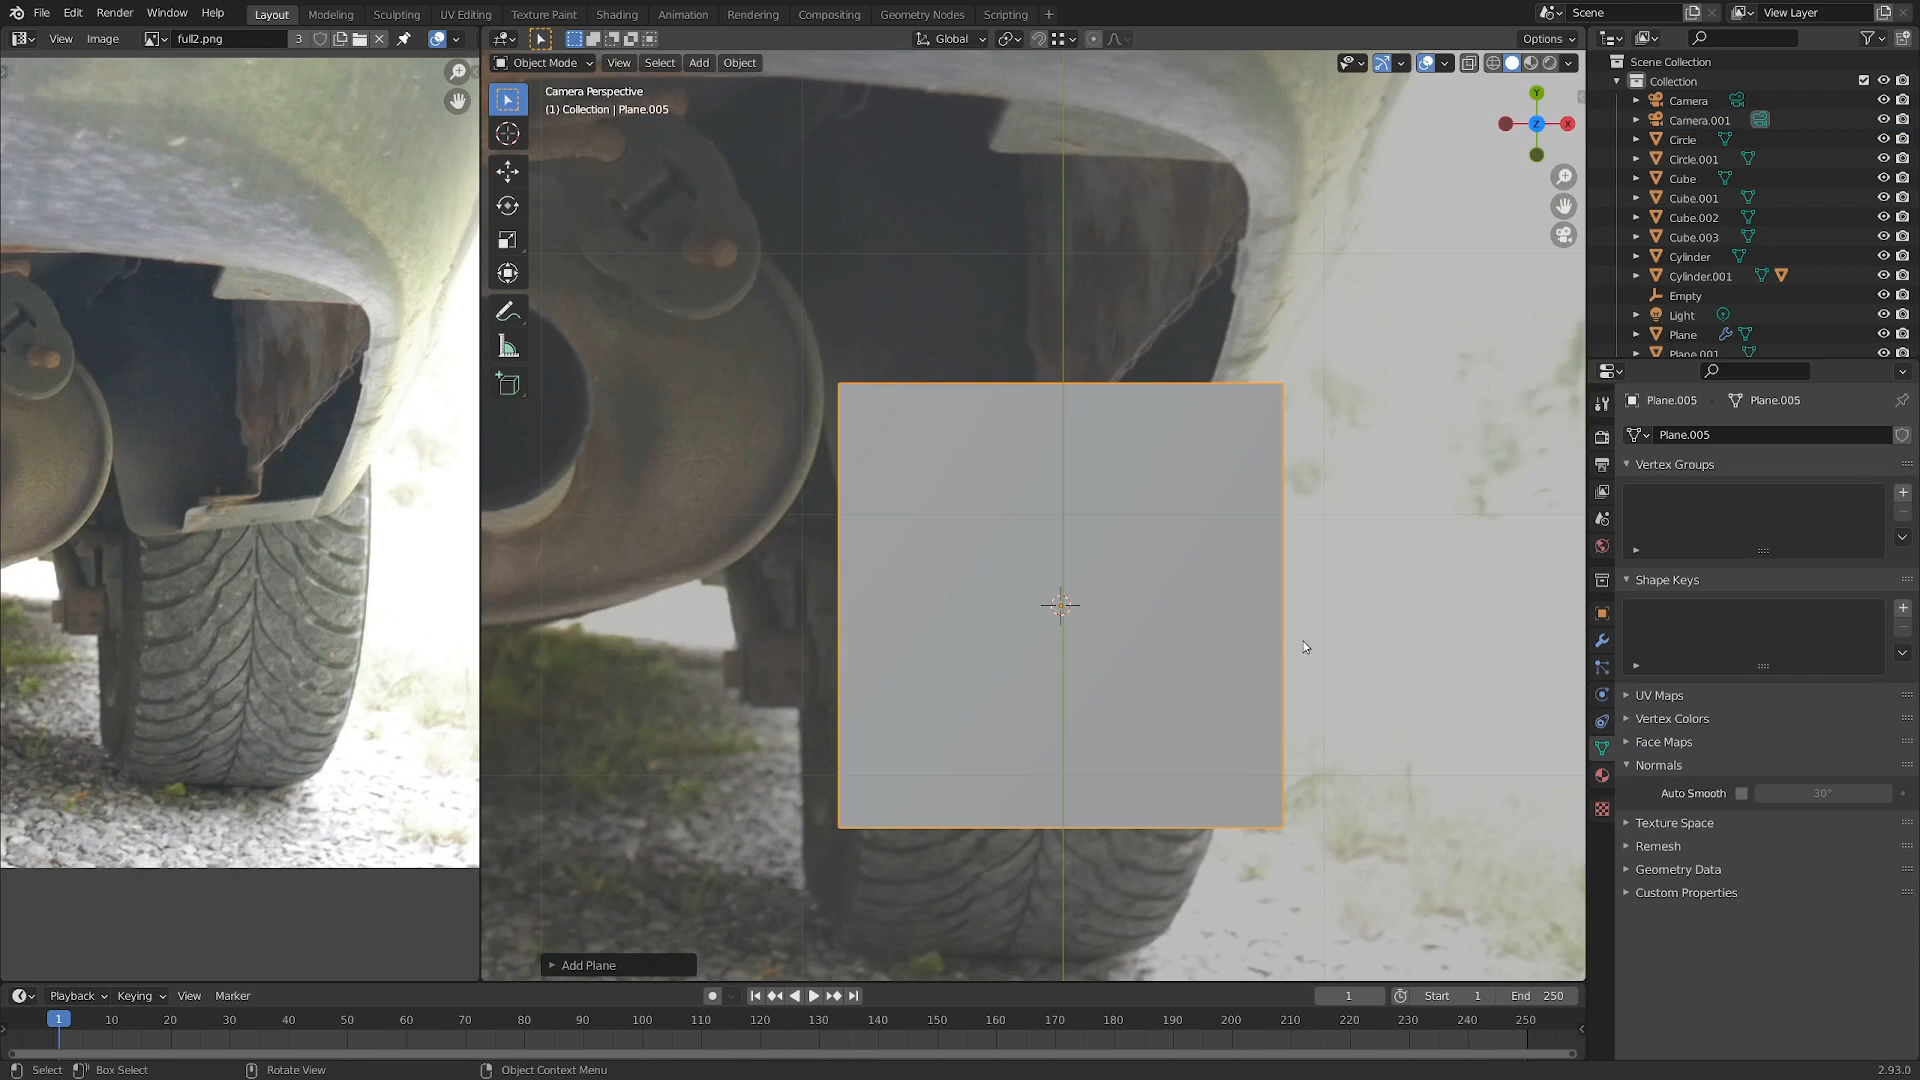 File Edit Render Window Help Layout Modeling Sculpting UV Editing Texture Paint Shading Animation Rendering Compositing Geometry Nodes Scripting + Scene View Layer
View Image full2.png 3 Global Options
Object Mode View Select Add Object
Camera Perspective
(1) Collection | Plane.005
Y
Z X
Scene Collection
Collection
Camera
Camera.001
Circle
Circle.001
Cube
Cube.001
Cube.002
Cube.003
Cylinder
Cylinder.001
Empty
Light
Plane
Plane.001
Plane.005 Plane.005
Plane.005
Vertex Groups
Shape Keys
UV Maps
Vertex Colors
Face Maps
Normals
Auto Smooth 30°
Texture Space
Remesh
Geometry Data
Custom Properties
Add Plane
Playback Keying View Marker 1 Start 1 End 250
1 10 20 30 40 50 60 70 80 90 100 110 120 130 140 150 160 170 180 190 200 210 220 230 240 250
Select Box Select Rotate View Object Context Menu 2.93.0